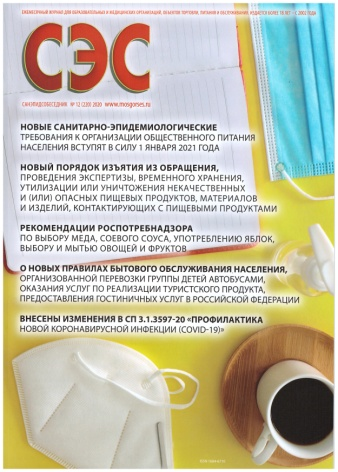 ЕЖЕМЕСЯЧНЫЙ ЖУРНАЛ ДЛЯ ОБРАЗОВАТЕЛЬНЫХ И МЕДИЦИНСКИХ ОРГАНИЗАЦИЙ, ОБЪЕКТОВ ТОРГОВЛИ, ПИТАНИЯ И ОБСЛУЖИВАНИЯ.
СЭС
САНЭПИДСОБЕСЕДНИК № 12 (220) 2020 www.mosgorses.ru
НОВЫЕ САНИТАРНО-ЭПИДЕМИОЛОГИЧЕСКИЕ
ТРЕБОВАНИЯ К ОРГАНИЗАЦИИ ОБЩЕСТВЕННОГО ПИТАНИЯ
НАСЕЛЕНИЯ ВСТУПЯТ В СИЛУ 1 ЯНВАРЯ 2021 ГОДА
НОВЫЙ ПОРЯДОК ИЗЪЯТИЯ ИЗ ОБРАЩЕНИЯ,
ПРОВЕДЕНИЯ ЭКСПЕРТИЗЫ, ВРЕМЕННОГО ХРАНЕНИЯ,
УТИЛИЗАЦИИ ИЛИ УНИЧТОЖЕНИЯ НЕКАЧЕСТВЕННЫХ
И (ИЛИ) ОПАСНЫХ ПИЩЕВЫХ ПРОДУКТОВ, МАТЕРИАЛОВ
И ИЗДЕЛИЙ, КОНТАКТИРУЮЩИХ С ПИЩЕВЫМИ ПРОДУКТАМИ
РЕКОМЕНДАЦИИ РОСПОТРЕБНАДЗОРА
ПО ВЫБОРУ МЕДА, СОЕВОГО СОУСА, УПОТРЕБЛЕНИЮ ЯБЛОК,
ВЫБОРУ И МЫТЬЮ ОВОЩЕЙ И ФРУКТОВ
О НОВЫХ ПРАВИЛАХ БЫТОВОГО ОБСЛУЖИВАНИЯ НАСЕЛЕНИЯ,
ОРГАНИЗОВАННОЙ ПЕРЕВОЗКИ ГРУППЫ ДЕТЕЙ АВТОБУСАМИ,
ОКАЗАНИЯ УСЛУГ ПО РЕАЛИЗАЦИИ ТУРИСТСКОГО ПРОДУКТА,
ПРЕДОСТАВЛЕНИЯ ГОСТИНИЧНЫХ УСЛУГ В РОССИЙСКОЙ ФЕДЕРАЦИИ
ВНЕСЕНЫ ИЗМЕНЕНИЯ В СП 3.1.3597-20 «ПРОФИЛАКТИКА
НОВОЙ КОРОНАВИРУСНОЙ ИНФЕКЦИИ (COVID-19)»